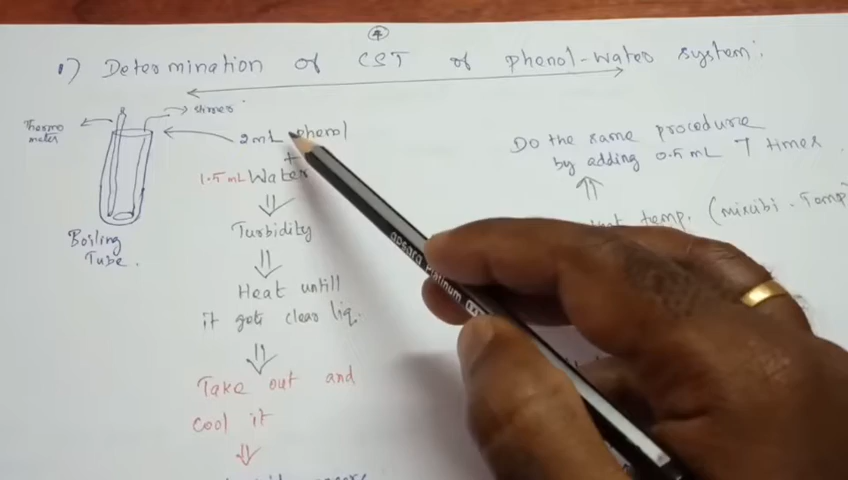 4
1) Determination of CST of phenol-Water system:
Thermo
meter
stirrer
2mL phenol
+
1.5mL Water
Turbidity
Boiling
Tube.
Heat untill
it gets clear liq.
Take out and
cool it
Do the same procedure
by adding 0.5mL 7 times.
temp. (mixibi. Temp)
apsara Platinum